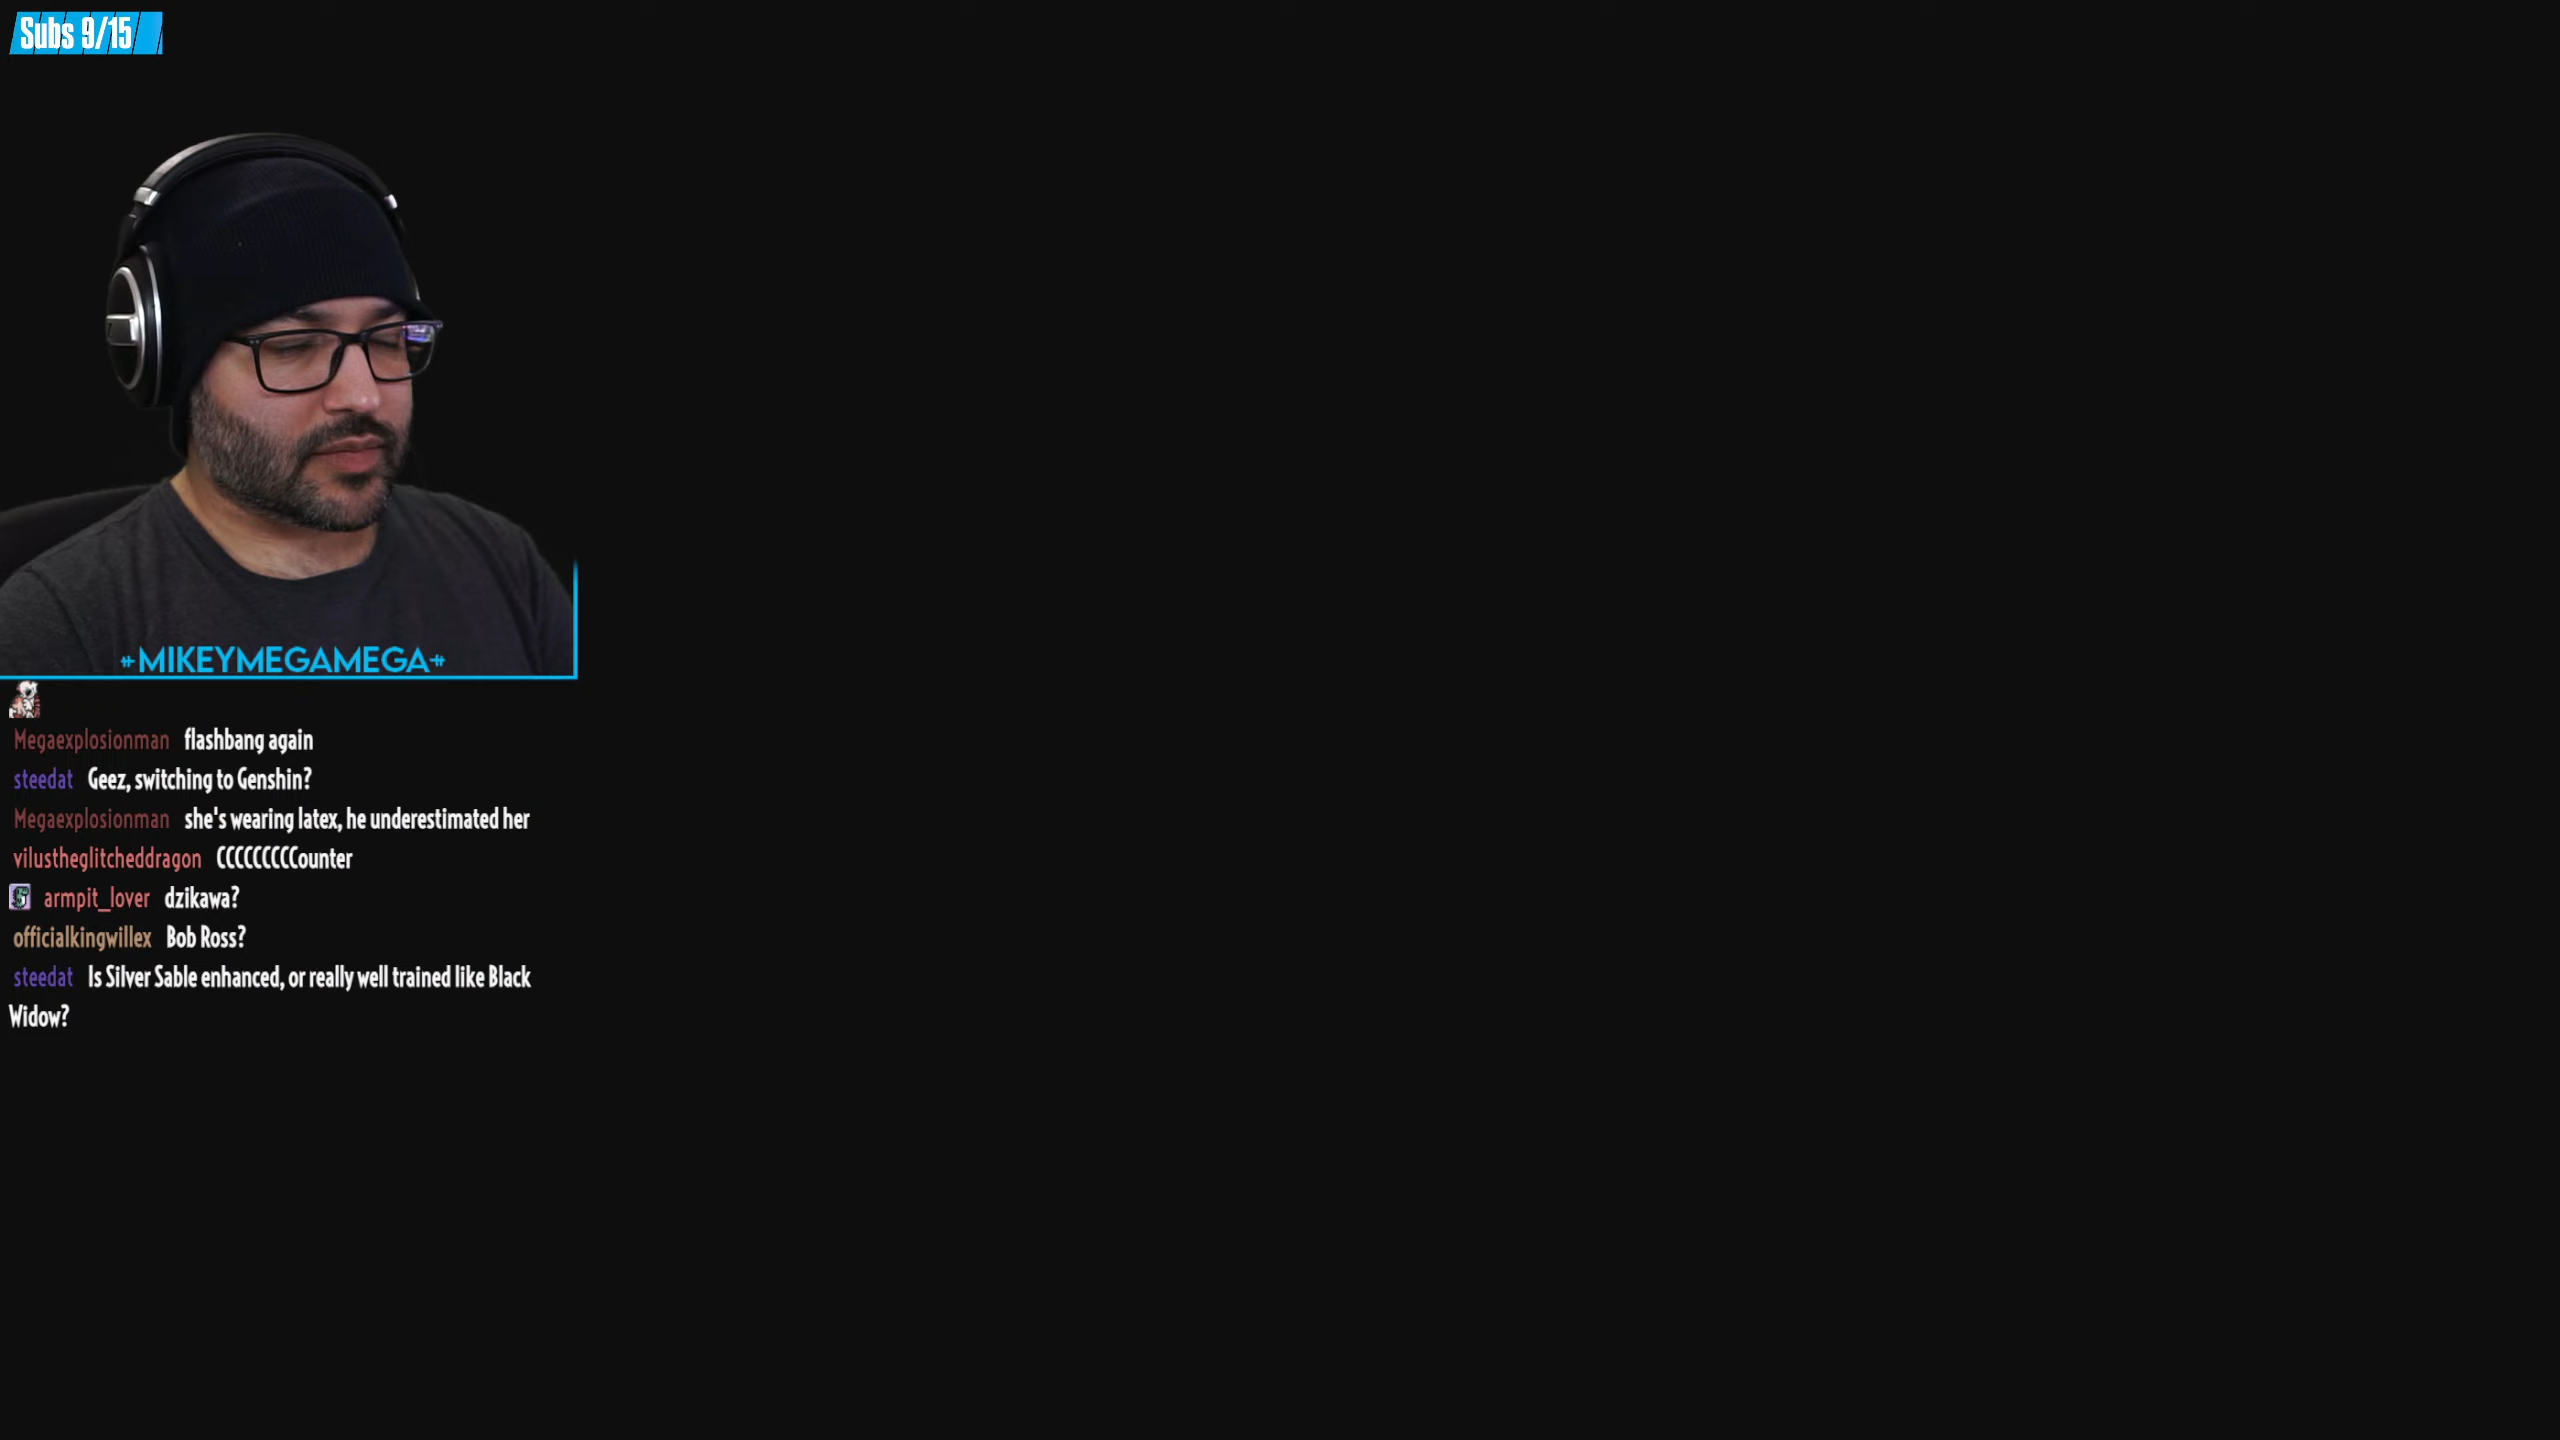 Subs 9/15
MIKEYMEGAMEGA
Megaexplosionman flashbang again
steedat Geez, switching to Genshin?
Megaexplosionman she's wearing latex, he underestimated her
vilustheglitcheddragon CCCCCCCCCounter
armpit_lover dzikawa?
officialkingwillex Bob Ross?
steedat Is Silver Sable enhanced, or really well trained like Black
Widow?